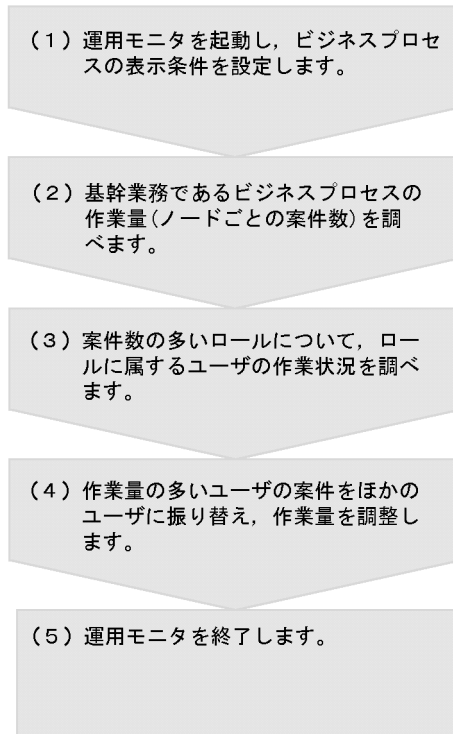 （１）運用モニタを起動し，ビジネスプロセ
スの表示条件を設定します。
（２）基幹業務であるビジネスプロセスの
作業量(ノードごとの案件数)を調
べます。
（３）案件数の多いロールについて，ロー
ルに属するユーザの作業状況を調べ
ます。
（４）作業量の多いユーザの案件をほかの
ユーザに振り替え，作業量を調整し
ます。
（５）運用モニタを終了します。